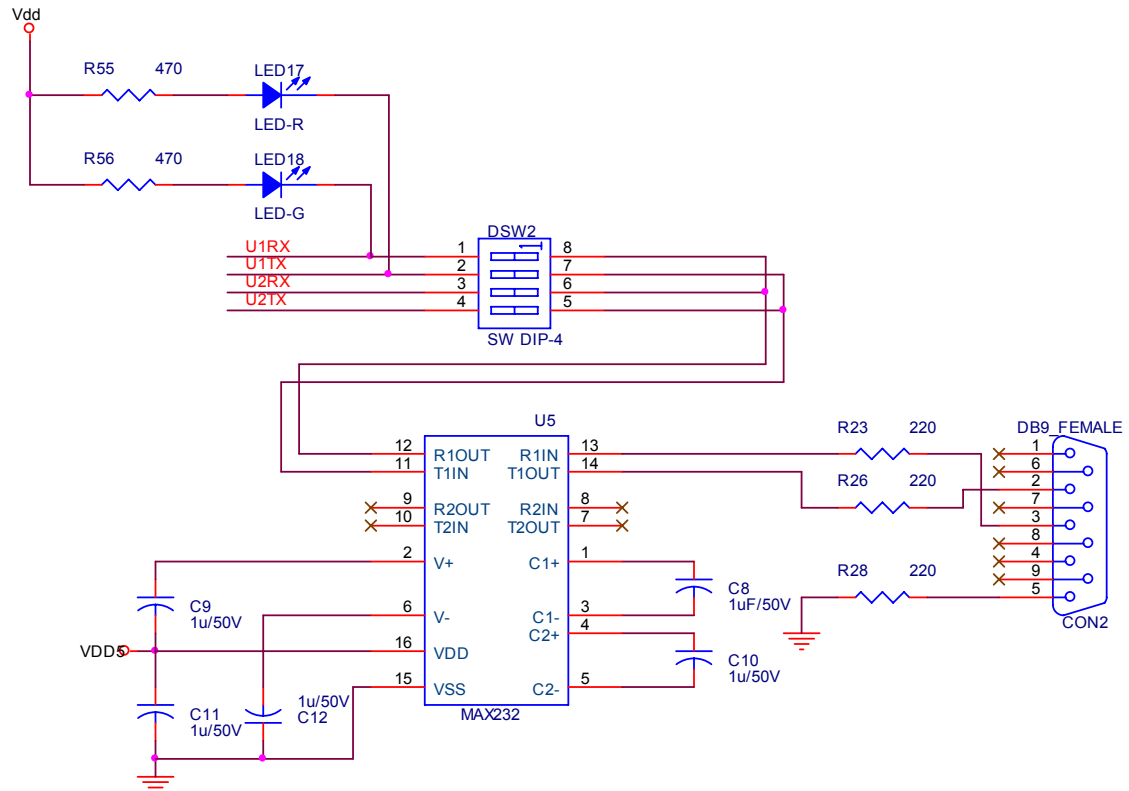 Vdd
R55 470
LED17
LED-R
R56 470
LED18
LED-G
DSW2
U1RX 1 8
U1TX 2 7
U2RX 3 6
U2TX 4 5
1
SW DIP-4
U5
R23 220
DB9_FEMALE
12 R1OUT R1IN 13
11 T1IN T1OUT 14
R26 220
9 R2OUT R2IN 8
10 T2IN T2OUT 7
1
6
2
7
3
8
4
9
5
R28 220
CON2
2 V+ C1+ 1
C8
1uF/50V
C9
1u/50V
6 V- C1- 3
C2+ 4
VDD5 16 VDD
C10
1u/50V
15 VSS C2- 5
MAX232
C11
1u/50V
1u/50V
C12